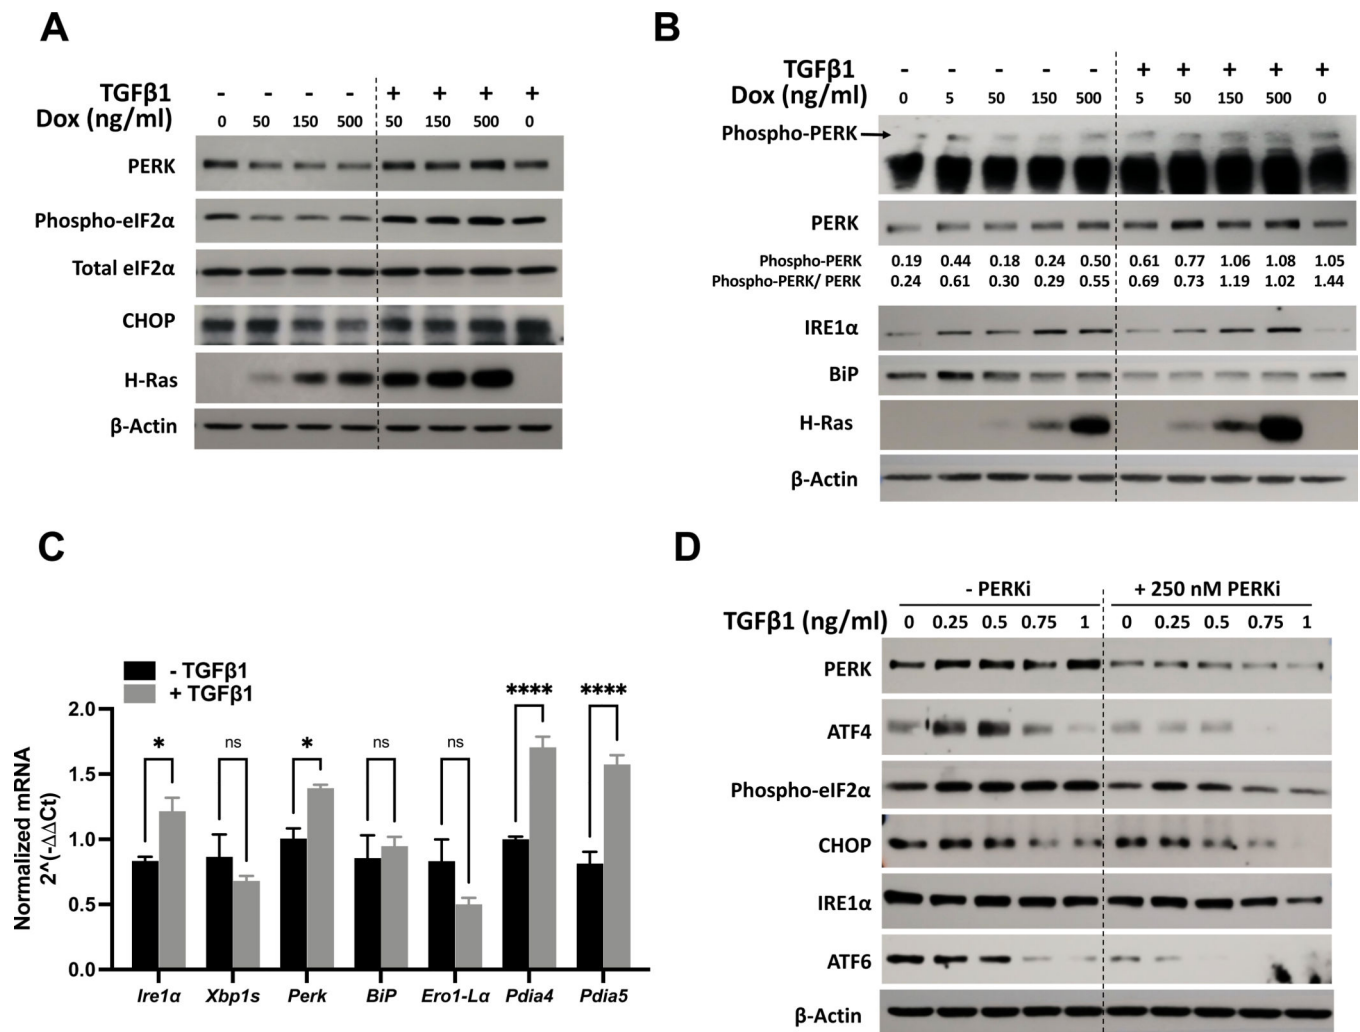 A
TGFβ1 - - - - + + + +
Dox (ng/ml) 0 50 150 500 50 150 500 0
PERK
Phospho-eIF2α
Total eIF2α
CHOP
H-Ras
β-Actin
B
TGFβ1 - - - - - + + + + +
Dox (ng/ml) 0 5 50 150 500 5 50 150 500 0
Phospho-PERK
PERK
Phospho-PERK 0.19 0.44 0.18 0.24 0.50 0.61 0.77 1.06 1.08 1.05
Phospho-PERK/ PERK 0.24 0.61 0.30 0.29 0.55 0.69 0.73 1.19 1.02 1.44
IRE1α
BiP
H-Ras
β-Actin
C
- TGFβ1
+ TGFβ1
Normalized mRNA
2^(-ΔΔCt)
2.0
1.5
1.0
0.5
0.0
* ns * ns ns **** ****
Ire1α Xbp1s Perk BiP Ero1-Lα Pdia4 Pdia5
D
- PERKi + 250 nM PERKi
TGFβ1 (ng/ml) 0 0.25 0.5 0.75 1 0 0.25 0.5 0.75 1
PERK
ATF4
Phospho-eIF2α
CHOP
IRE1α
ATF6
β-Actin